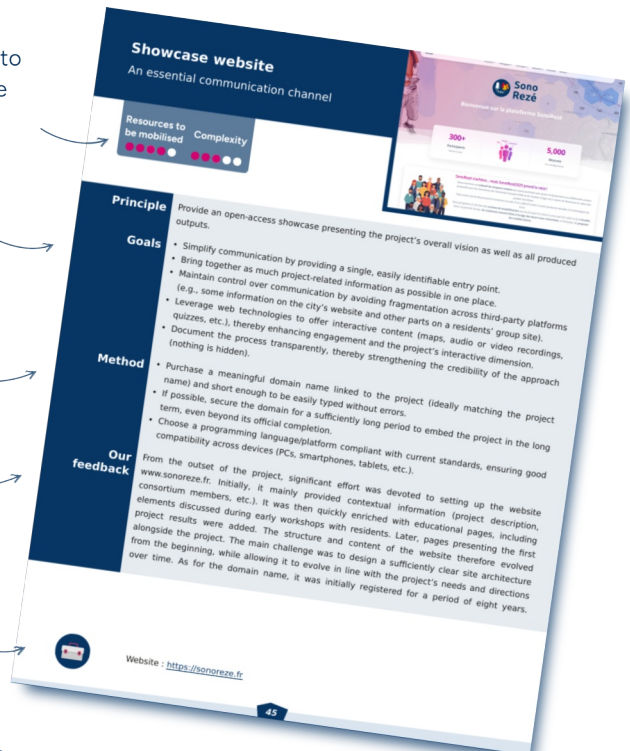 to
e
Showcase website
An essential communication channel
Resources to
be mobilised
Complexity
Sono
Rezé
Bienvenue sur la plateforme SonoRezé
300+
5,000
Principle
Provide an open-access showcase presenting the project's overall vision as well as all produced
outputs.
Goals
• Simplify communication by providing a single, easily identifiable entry point.
• Bring together as much project-related information as possible in one place.
• Maintain control over communication by avoiding fragmentation across third-party platforms
(e.g., some information on the city's website and other parts on a residents' group site).
• Leverage web technologies to offer interactive content (maps, audio or video recordings,
quizzes, etc.), thereby enhancing engagement and the project's interactive dimension.
• Document the process transparently, thereby strengthening the credibility of the approach
(nothing is hidden).
Method
• Purchase a meaningful domain name linked to the project (ideally matching the project
name) and short enough to be easily typed without errors.
• If possible, secure the domain for a sufficiently long period to embed the project in the long
term, even beyond its official completion.
• Choose a programming language/platform compliant with current standards, ensuring good
compatibility across devices (PCs, smartphones, tablets, etc.).
Our
feedback
From the outset of the project, significant effort was devoted to setting up the website
www.sonoreze.fr. Initially, it mainly provided contextual information (project description,
consortium members, etc.). It was then quickly enriched with educational pages, including
elements discussed during early workshops with residents. Later, pages presenting the first
project results were added. The structure and content of the website therefore evolved
alongside the project. The main challenge was to design a sufficiently clear site architecture
from the beginning, while allowing it to evolve in line with the project's needs and directions
over time. As for the domain name, it was initially registered for a period of eight years.
Website : https://sonoreze.fr
45